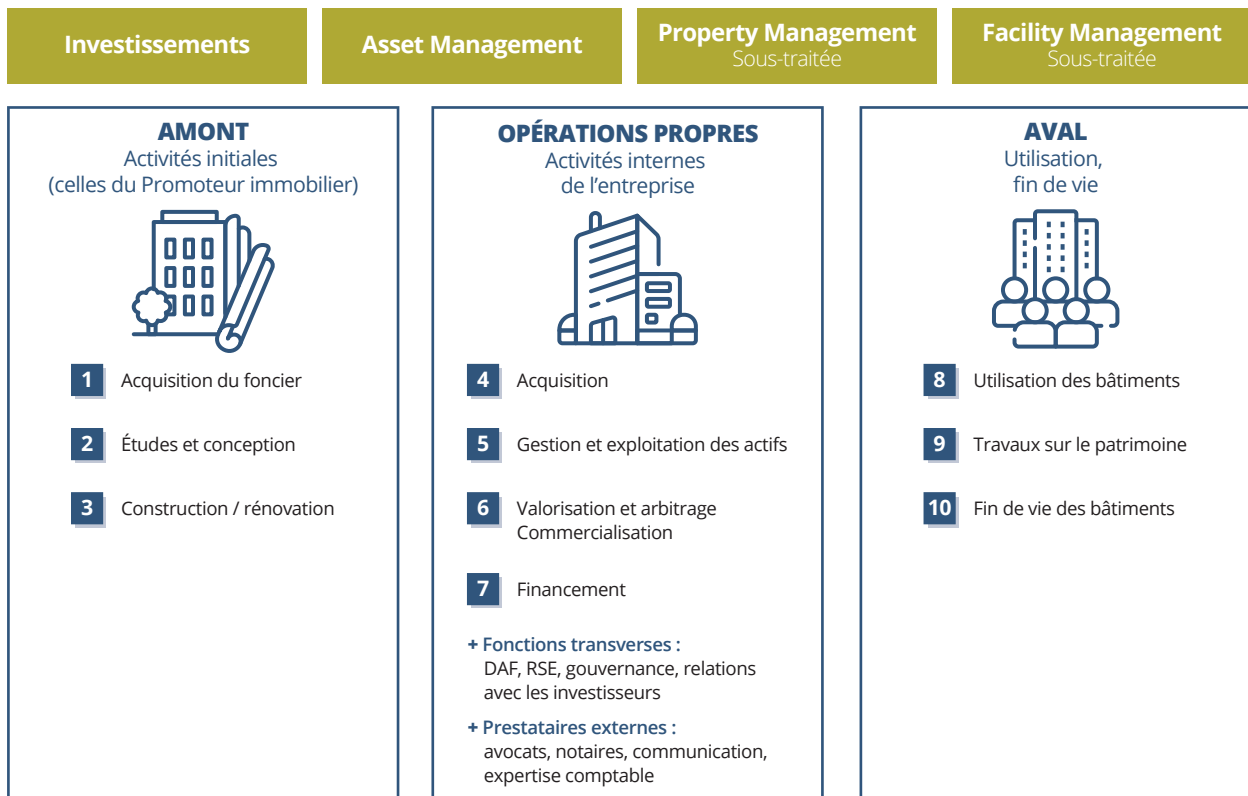 Investissements
Asset Management
Property Management
Sous-traitée
Facility Management
Sous-traitée
AMONT
Activités initiales
(celles du Promoteur immobilier)
1 Acquisition du foncier
2 Études et conception
3 Construction / rénovation
OPÉRATIONS PROPRES
Activités internes
de l’entreprise
4 Acquisition
5 Gestion et exploitation des actifs
6 Valorisation et arbitrage
Commercialisation
7 Financement
+ Fonctions transverses :
DAF, RSE, gouvernance, relations
avec les investisseurs
+ Prestataires externes :
avocats, notaires, communication,
expertise comptable
AVAL
Utilisation,
fin de vie
8 Utilisation des bâtiments
9 Travaux sur le patrimoine
10 Fin de vie des bâtiments